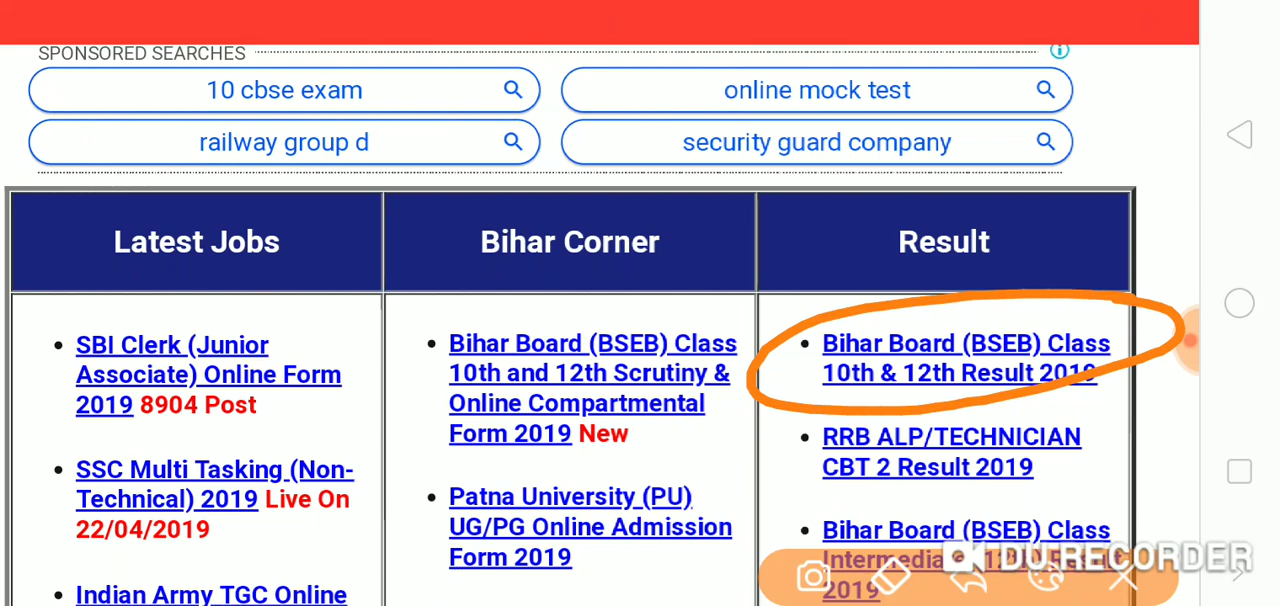 SPONSORED SEARCHES
10 cbse exam
online mock test
railway group d
security guard company
Latest Jobs
Bihar Corner
Result
SBI Clerk (Junior
Associate) Online Form
2019 8904 Post
SSC Multi Tasking (Non-
Technical) 2019 Live On
22/04/2019
Indian Army TGC Online
Bihar Board (BSEB) Class
10th and 12th Scrutiny &
Online Compartmental
Form 2019 New
Patna University (PU)
UG/PG Online Admission
Form 2019
Bihar Board (BSEB) Class
10th & 12th Result 2019
RRB ALP/TECHNICIAN
CBT 2 Result 2019
Bihar Board (BSEB) Class
Intermediate (12th) Result
2019
DU RECORDER